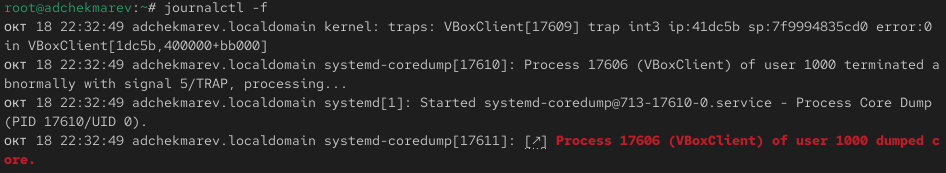 root@adchekmarev:~# journalctl -f
окт 18 22:32:49 adchekmarev.localdomain kernel: traps: VBoxClient[17609] trap int3 ip:41dc5b sp:7f9994835cd0 error:0
in VBoxClient[1dc5b,400000+bb000]
окт 18 22:32:49 adchekmarev.localdomain systemd-coredump[17610]: Process 17606 (VBoxClient) of user 1000 terminated a
bnormally with signal 5/TRAP, processing...
окт 18 22:32:49 adchekmarev.localdomain systemd[1]: Started systemd-coredump@713-17610-0.service - Process Core Dump
(PID 17610/UID 0).
окт 18 22:32:49 adchekmarev.localdomain systemd-coredump[17611]: [↗] Process 17606 (VBoxClient) of user 1000 dumped c
ore.